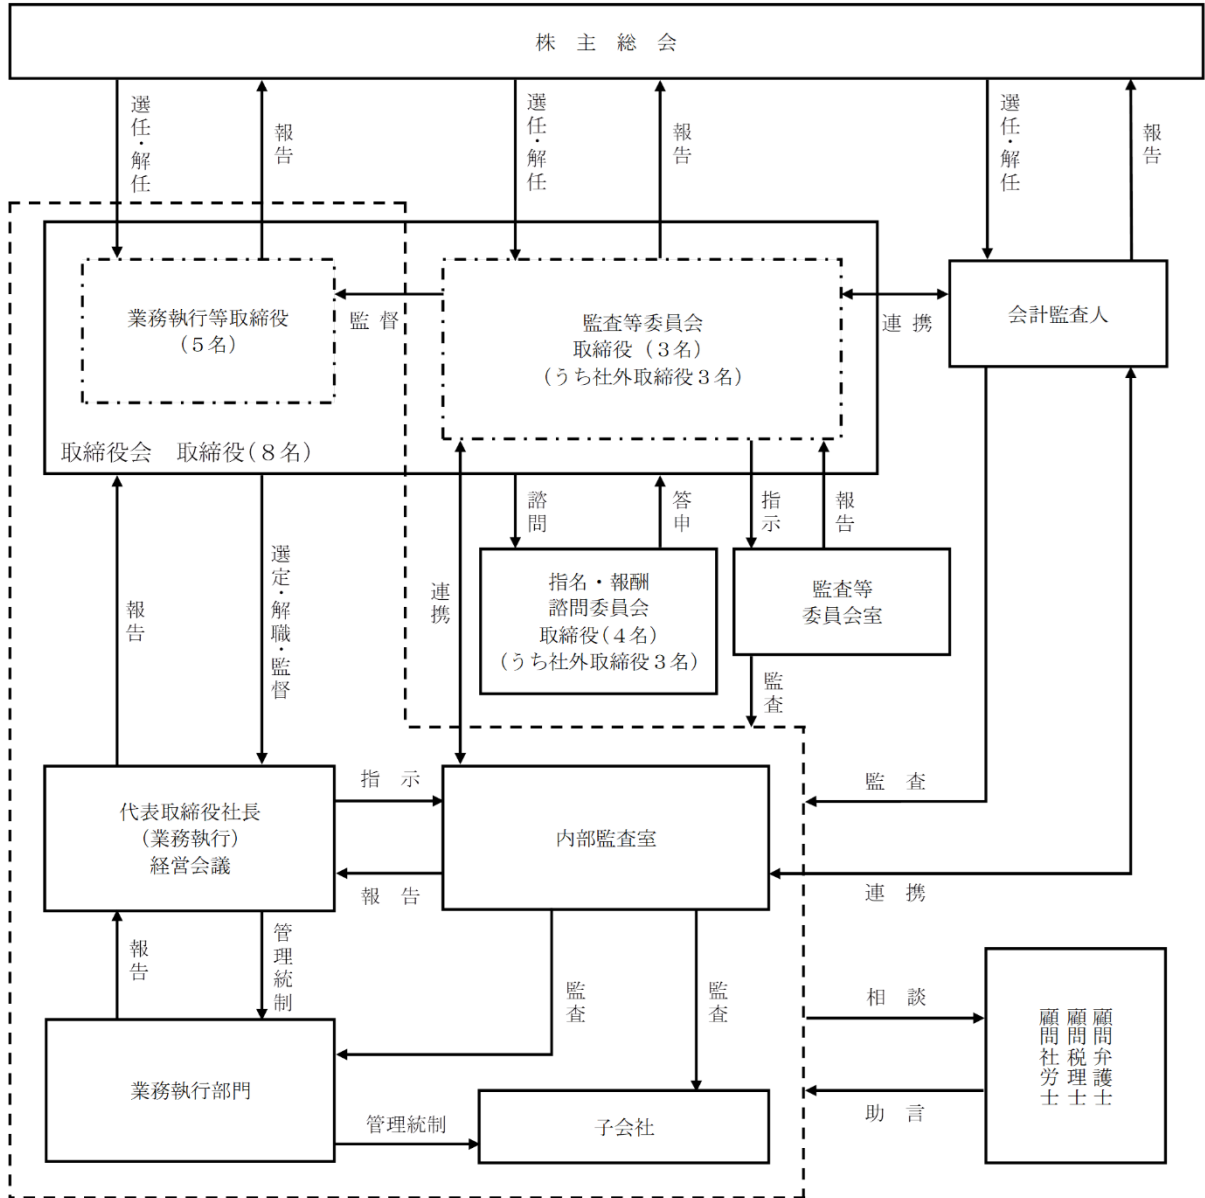 株 主 総 会
選任・解任
報告
選任・解任
報告
選任・解任
報告
業務執行等取締役
(５名)
監 督
監査等委員会
取締役 (３名)
(うち社外取締役３名)
連 携
会計監査人
取締役会 取締役(８名)
報告
選定・解職・監督
連携
諮問
答申
指示
報告
指名・報酬
諮問委員会
取締役(４名)
(うち社外取締役３名)
監査等
委員会室
監査
代表取締役社長
(業務執行)
経営会議
指 示
報 告
内部監査室
監 査
連 携
報告
管理統制
監査
監査
業務執行部門
管理統制
子会社
相 談
助 言
顧問弁護士
顧問税理士
顧問社労士